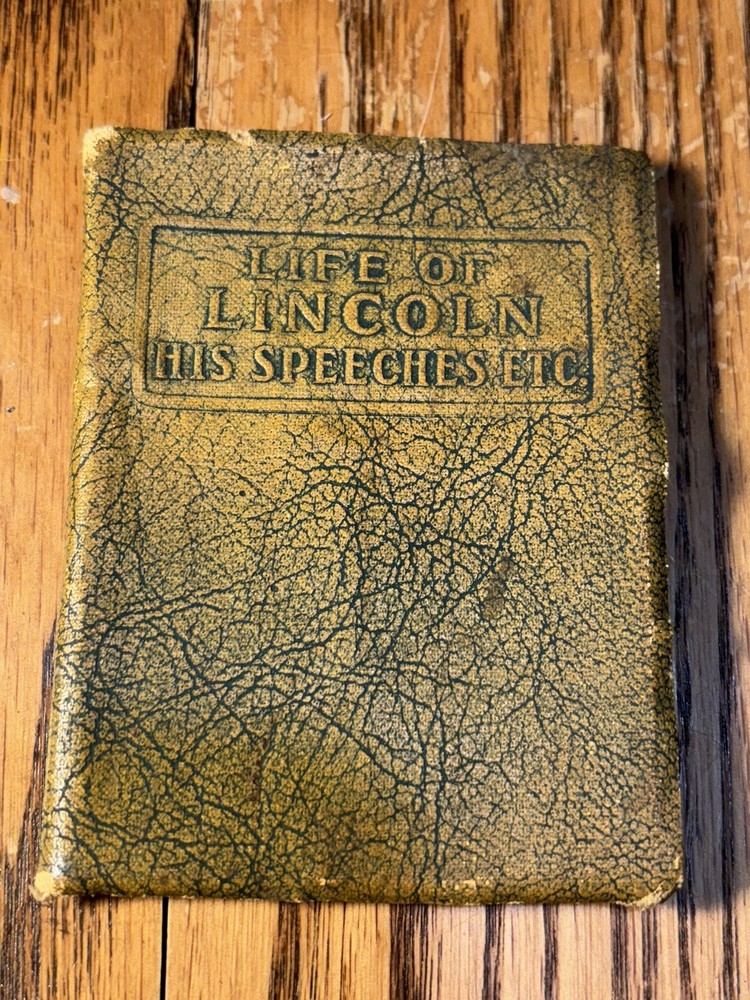 LIFE OF
LINCOLN
HIS SPEECHES ETC.